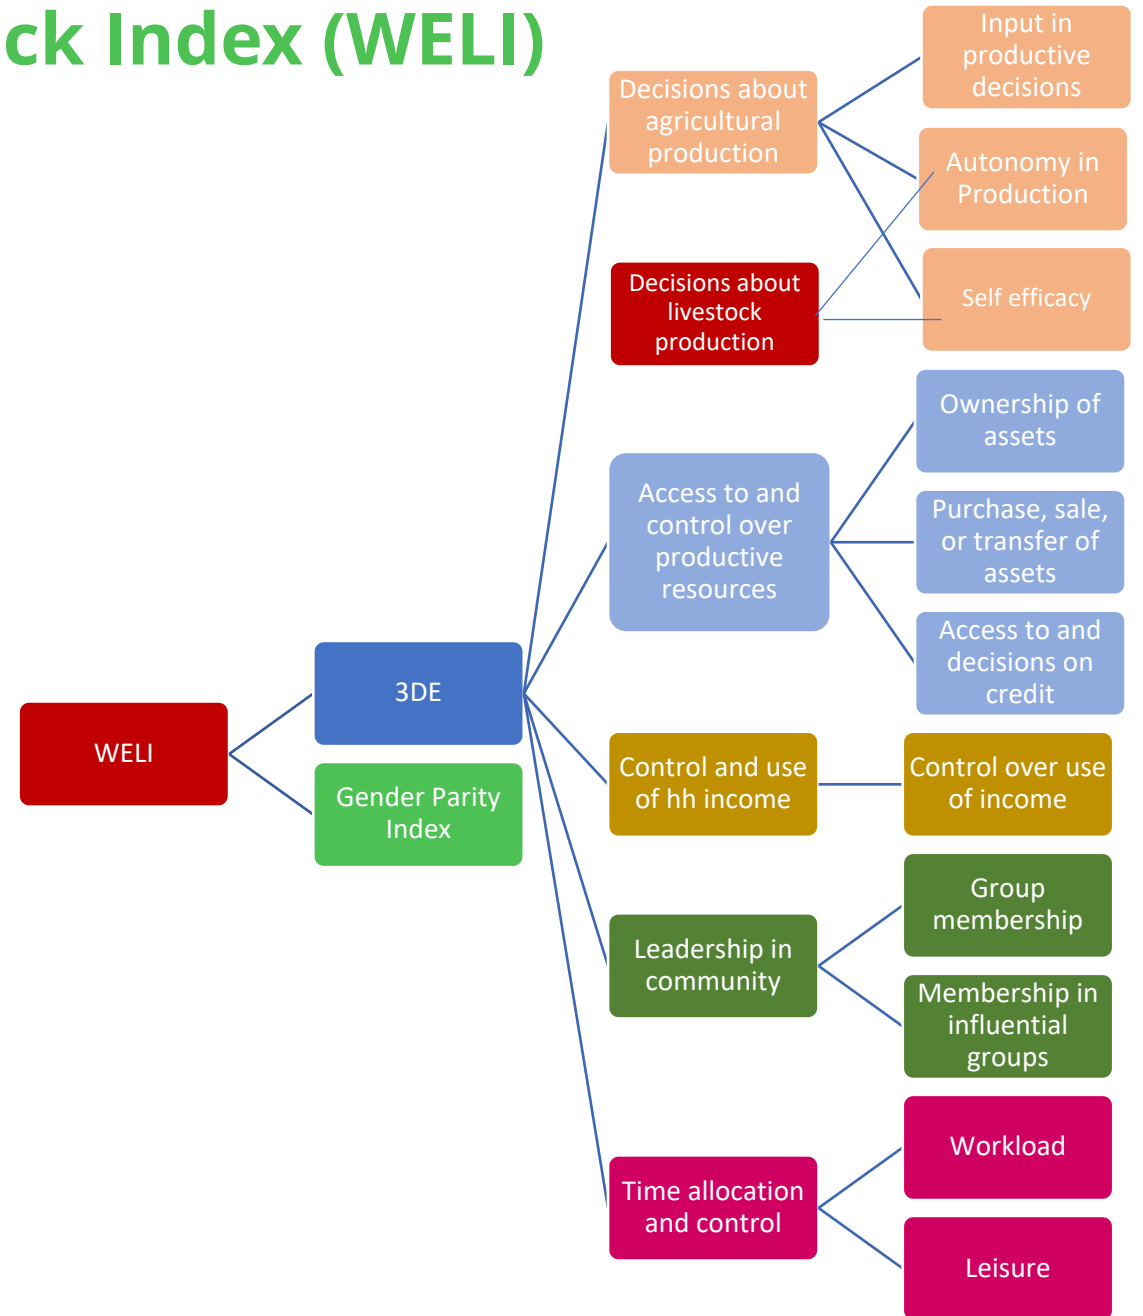 ck Index (WELI)
WELI
3DE
Gender Parity
Index
Decisions about
agricultural
production
Input in
productive
decisions
Autonomy in
Production
Self efficacy
Decisions about
livestock
production
Access to and
control over
productive
resources
Ownership of
assets
Purchase, sale,
or transfer of
assets
Access to and
decisions on
credit
Control and use
of hh income
Control over use
of income
Leadership in
community
Group
membership
Membership in
influential
groups
Time allocation
and control
Workload
Leisure